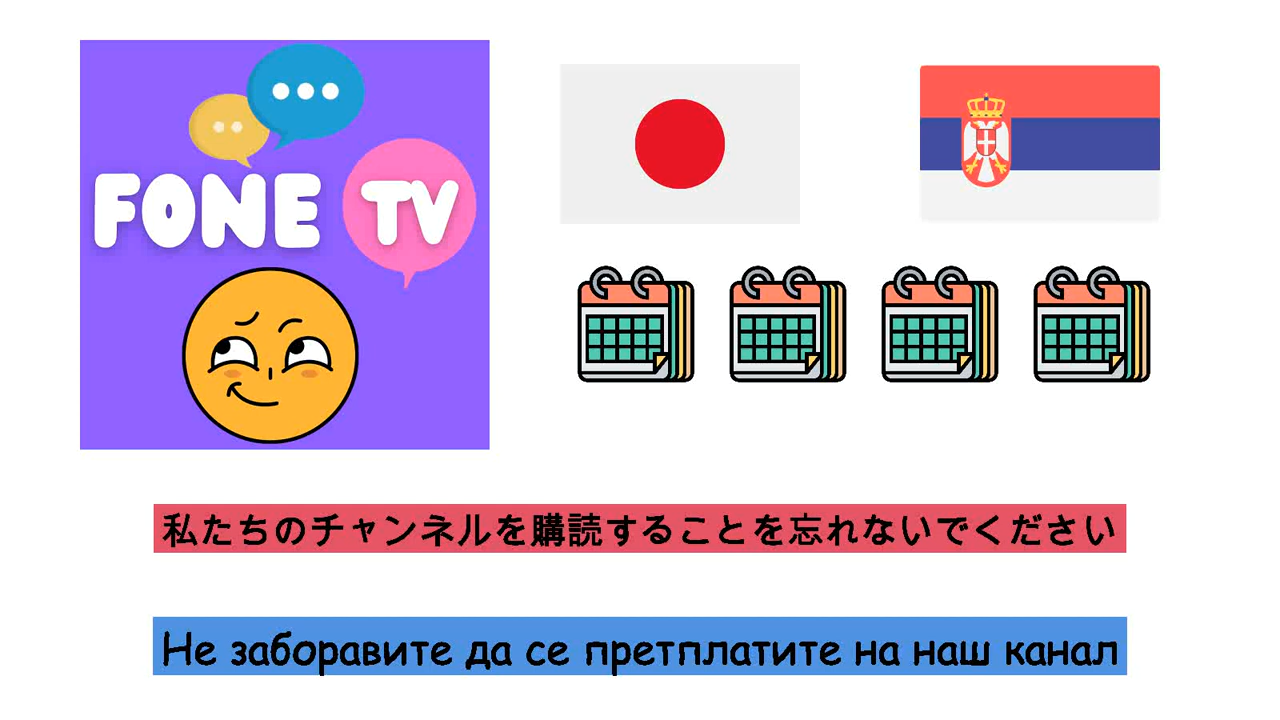 FONE TV
私たちのチャンネルを購読することを忘れないでください
Не заборавите да се претплатите на наш канал